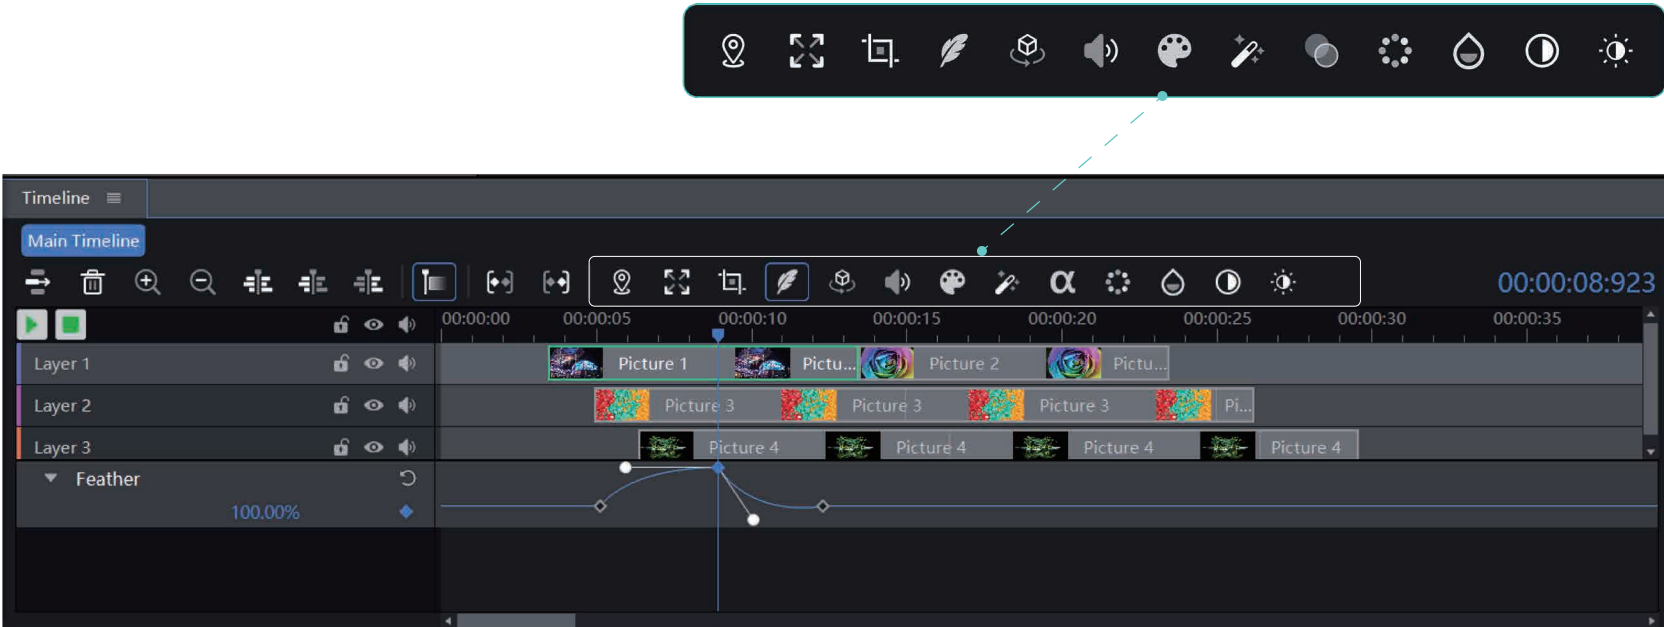 Timeline
Main Timeline
α
00:00:08:923
00:00:00 00:00:05 00:00:10 00:00:15 00:00:20 00:00:25 00:00:30 00:00:35
Layer 1 Picture 1 Pictu... Picture 2 Pictu...
Layer 2 Picture 3 Picture 3 Picture 3 Pi...
Layer 3 Picture 4 Picture 4 Picture 4 Picture 4
Feather
100.00%